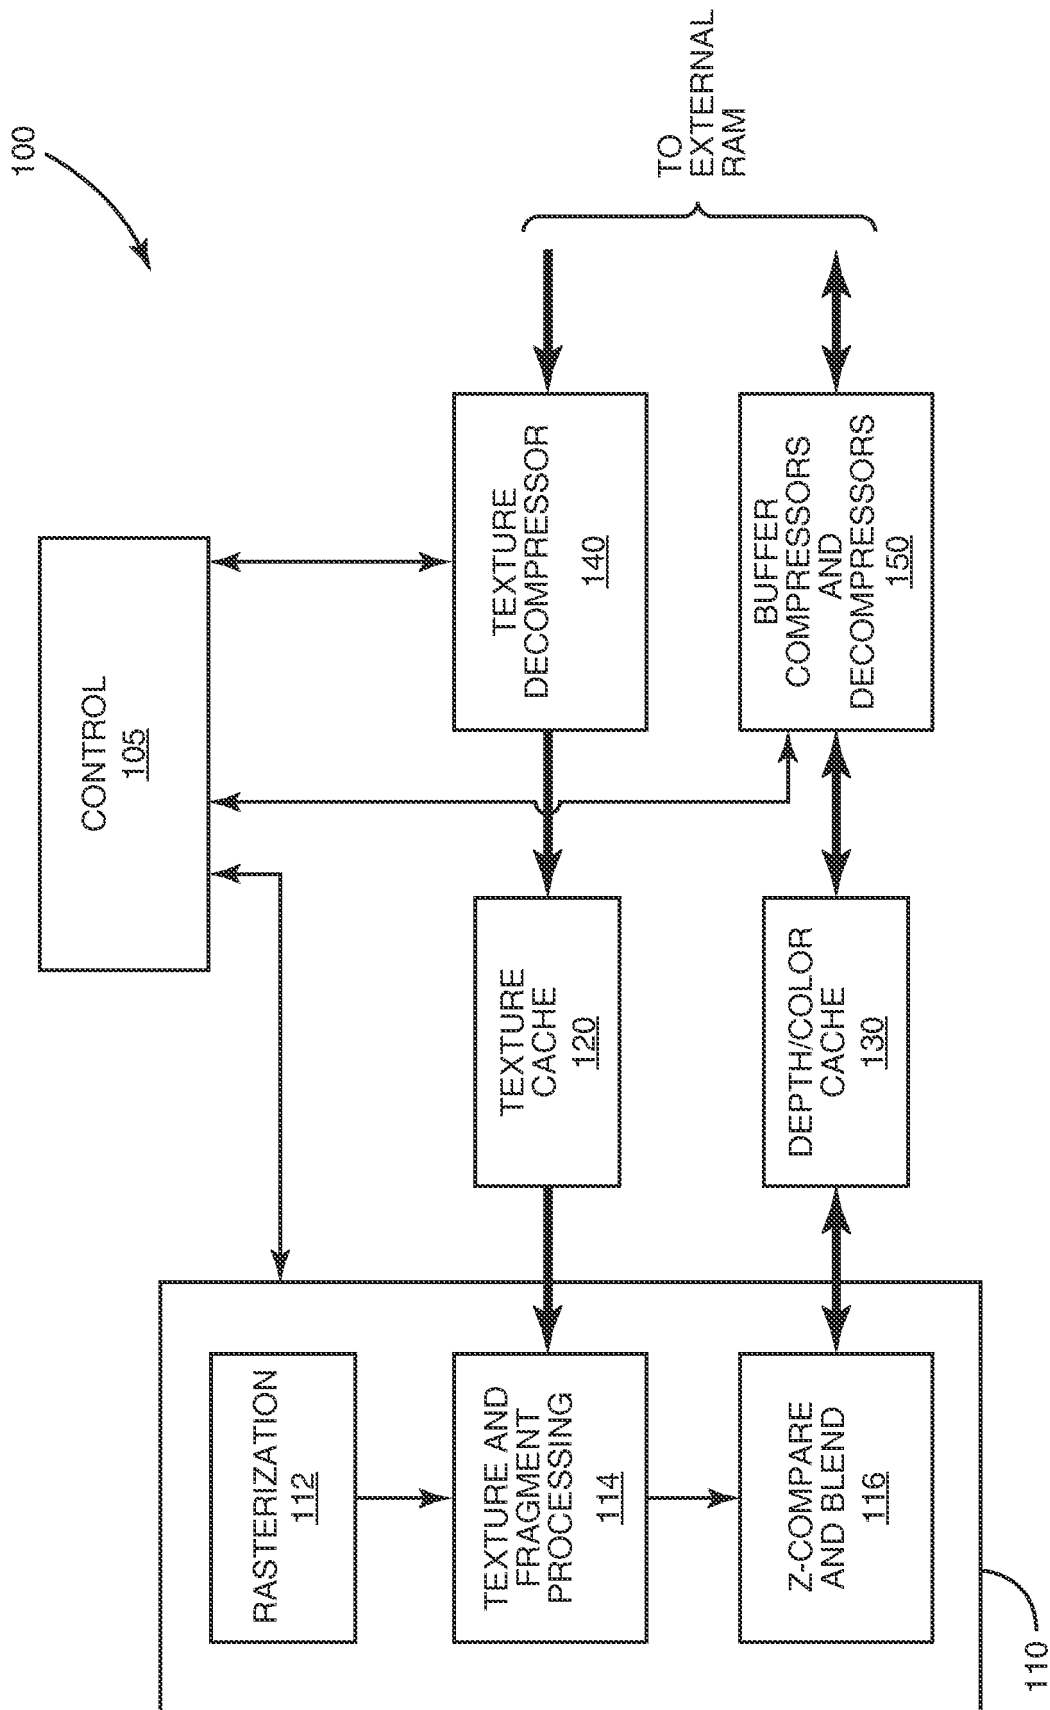 100
CONTROL
105
TO
EXTERNAL
RAM
RASTERIZATION
112
TEXTURE AND
FRAGMENT
PROCESSING
114
TEXTURE
CACHE
120
TEXTURE
DECOMPRESSOR
140
Z-COMPARE
AND BLEND
116
DEPTH/COLOR
CACHE
130
BUFFER
COMPRESSORS
AND
DECOMPRESSORS
150
110